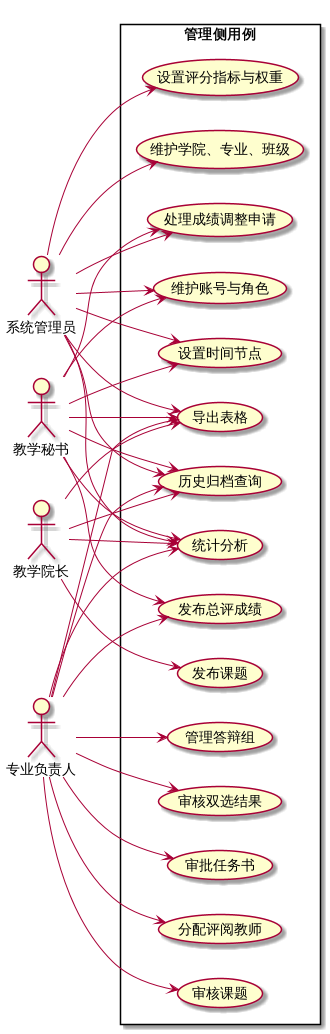 管理侧用例
设置评分指标与权重
维护学院、专业、班级
处理成绩调整申请
维护账号与角色
系统管理员
设置时间节点
导出表格
教学秘书
历史归档查询
统计分析
教学院长
发布总评成绩
发布课题
管理答辩组
专业负责人
审核双选结果
审批任务书
分配评阅教师
审核课题